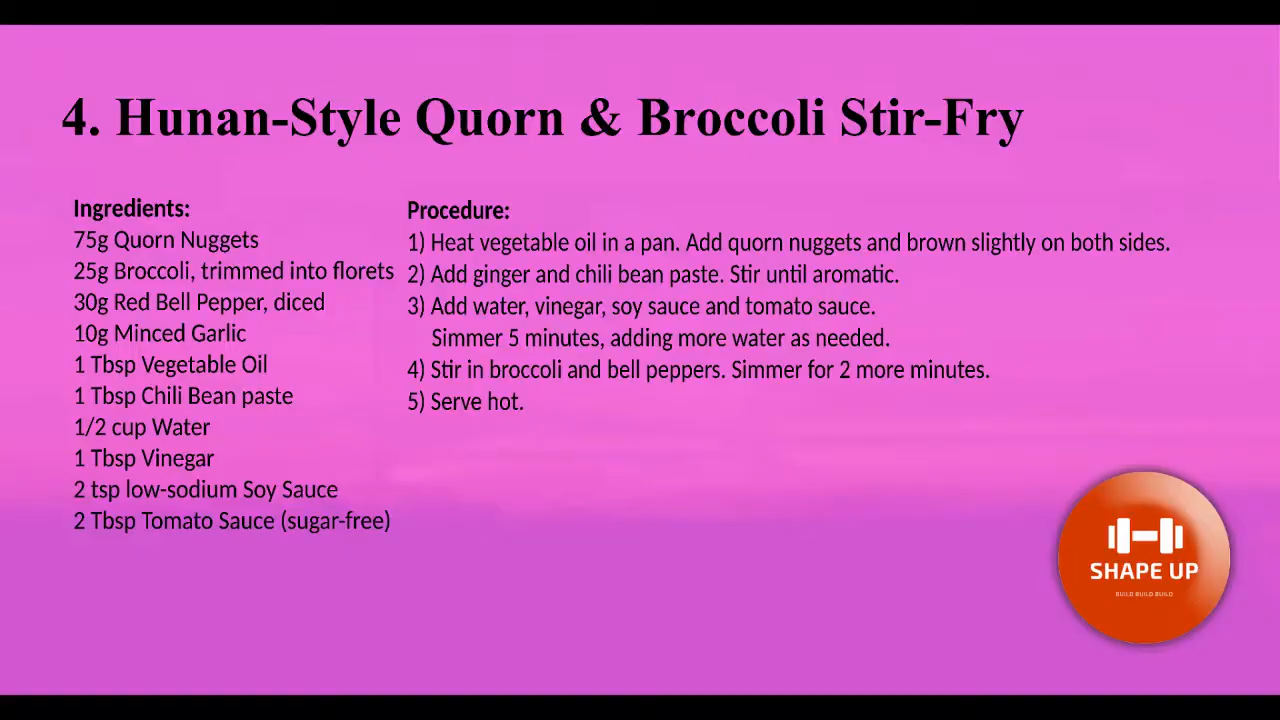 4. Hunan-Style Quorn & Broccoli Stir-Fry
Ingredients:
75g Quorn Nuggets
25g Broccoli, trimmed into florets
30g Red Bell Pepper, diced
10g Minced Garlic
1 Tbsp Vegetable Oil
1 Tbsp Chili Bean paste
1/2 cup Water
1 Tbsp Vinegar
2 tsp low-sodium Soy Sauce
2 Tbsp Tomato Sauce (sugar-free)
Procedure:
1) Heat vegetable oil in a pan. Add quorn nuggets and brown slightly on both sides.
2) Add ginger and chili bean paste. Stir until aromatic.
3) Add water, vinegar, soy sauce and tomato sauce.
Simmer 5 minutes, adding more water as needed.
4) Stir in broccoli and bell peppers. Simmer for 2 more minutes.
5) Serve hot.
SHAPE UP
BUILD BUILD BUILD